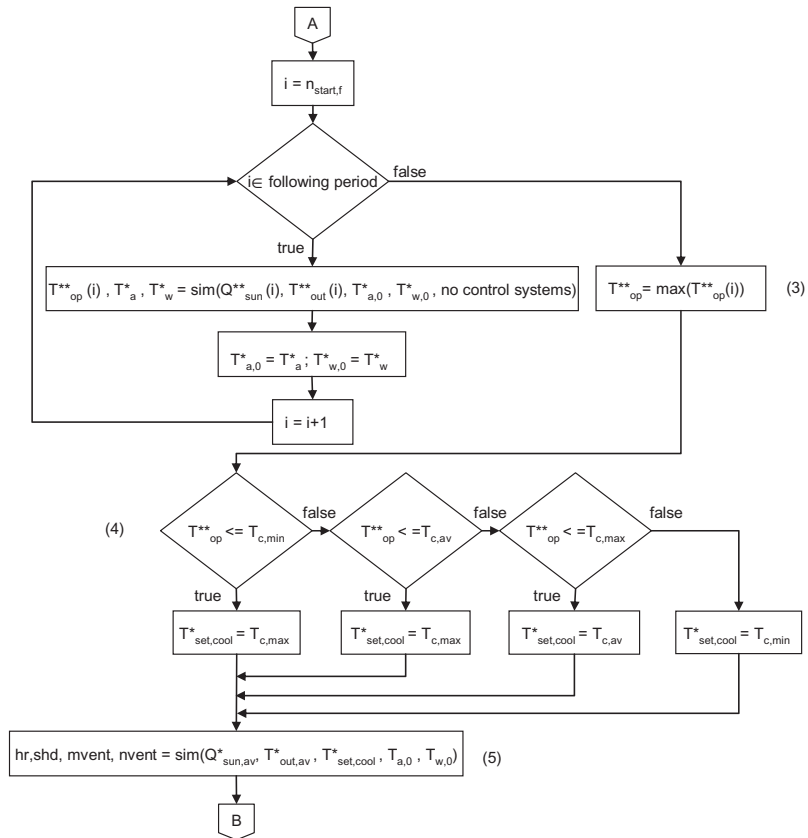 A
i = n_start,f
i∈ following period
false
true
T**_op (i) , T*_a , T*_w = sim(Q**_sun (i), T**_out (i), T*_a,0 , T*_w,0 , no control systems)
T**_op = max(T**_op(i))
(3)
T*_a,0 = T*_a ; T*_w,0 = T*_w
i = i+1
(4)
T**_op <= T_c,min
false
T**_op < =T_c,av
false
T**_op < =T_c,max
false
true
true
true
T*_set,cool = T_c,max
T*_set,cool = T_c,max
T*_set,cool = T_c,av
T*_set,cool = T_c,min
hr,shd, mvent, nvent = sim(Q*_sun,av, T*_out,av , T*_set,cool , T_a,0 , T_w,0)
(5)
B